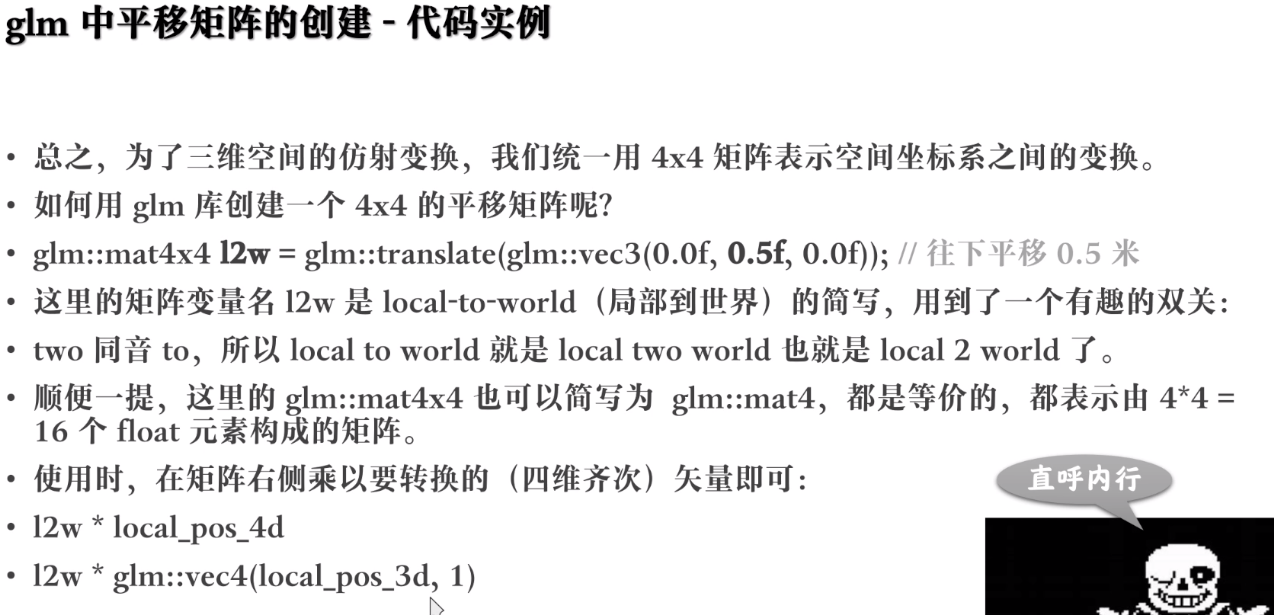 glm 中平移矩阵的创建 - 代码实例
• 总之，为了三维空间的仿射变换，我们统一用 4x4 矩阵表示空间坐标系之间的变换。
• 如何用 glm 库创建一个 4x4 的平移矩阵呢？
• glm::mat4x4 l2w = glm::translate(glm::vec3(0.0f, 0.5f, 0.0f)); // 往下平移 0.5 米
• 这里的矩阵变量名 l2w 是 local-to-world（局部到世界）的简写，用到了一个有趣的双关：
• two 同音 to，所以 local to world 就是 local two world 也就是 local 2 world 了。
• 顺便一提，这里的 glm::mat4x4 也可以简写为 glm::mat4，都是等价的，都表示由 4*4 =
16 个 float 元素构成的矩阵。
• 使用时，在矩阵右侧乘以要转换的（四维齐次）矢量即可：
直呼内行
• l2w * local_pos_4d
• l2w * glm::vec4(local_pos_3d, 1)